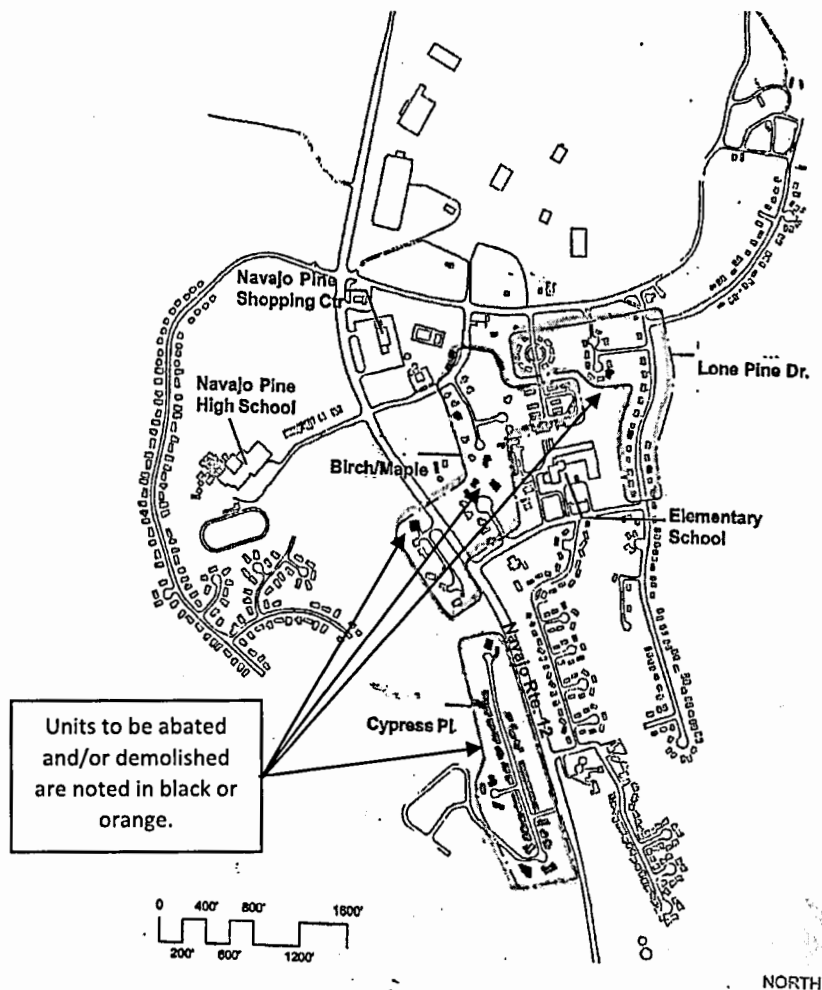 Navajo Pine
Shopping Ctr
Lone Pine Dr.
Navajo Pine
High School
Birch/Maple
Elementary
School
Navajo Rte. 12
Cypress Pl.
Units to be abated
and/or demolished
are noted in black or
orange.
0 400' 800' 1600'
200' 600' 1200'
NORTH